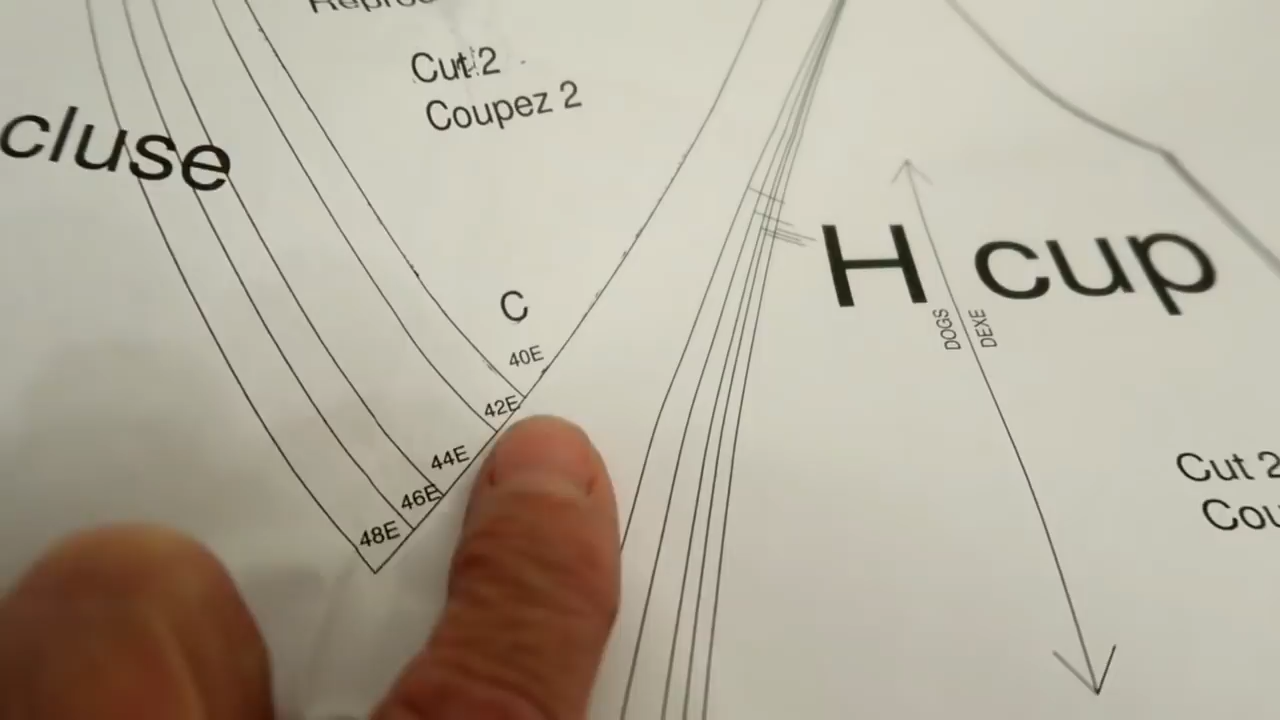 Cut 2
Coupez 2
cluse
C
40E
42E
44E
46E
48E
H cup
DOGS
DEXE
Cut 2
Cou